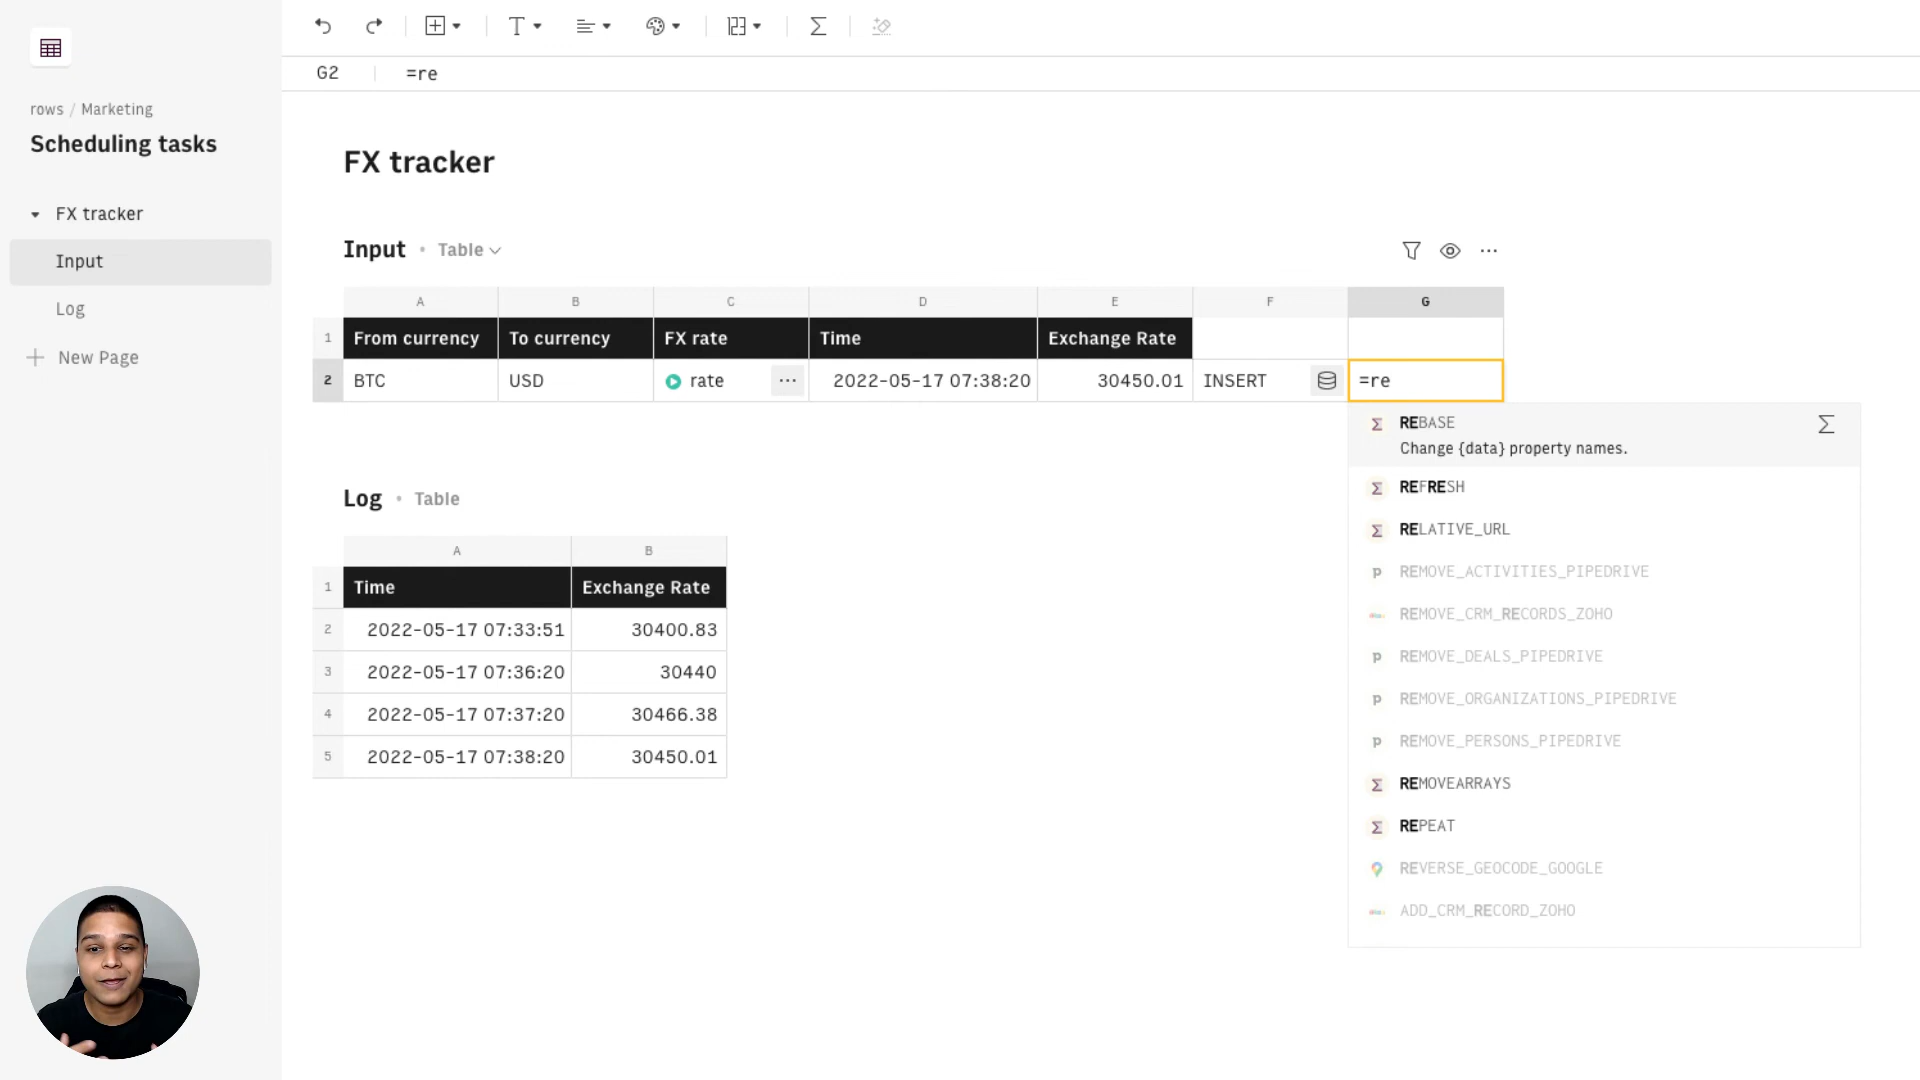 G2
=re
rows / Marketing
Scheduling tasks
FX tracker
Input
Log
New Page
FX tracker
Input • Table
A B C D E F G
1 From currency To currency FX rate Time Exchange Rate
2 BTC USD rate 2022-05-17 07:38:20 30450.01 INSERT =re
REBASE
Change {data} property names.
REFRESH
RELATIVE_URL
REMOVE_ACTIVITIES_PIPEDRIVE
REMOVE_CRM_RECORDS_ZOHO
REMOVE_DEALS_PIPEDRIVE
REMOVE_ORGANIZATIONS_PIPEDRIVE
REMOVE_PERSONS_PIPEDRIVE
REMOVEARRAYS
REPEAT
REVERSE_GEOCODE_GOOGLE
ADD_CRM_RECORD_ZOHO
Log • Table
A B
1 Time Exchange Rate
2 2022-05-17 07:33:51 30400.83
3 2022-05-17 07:36:20 30440
4 2022-05-17 07:37:20 30466.38
5 2022-05-17 07:38:20 30450.01